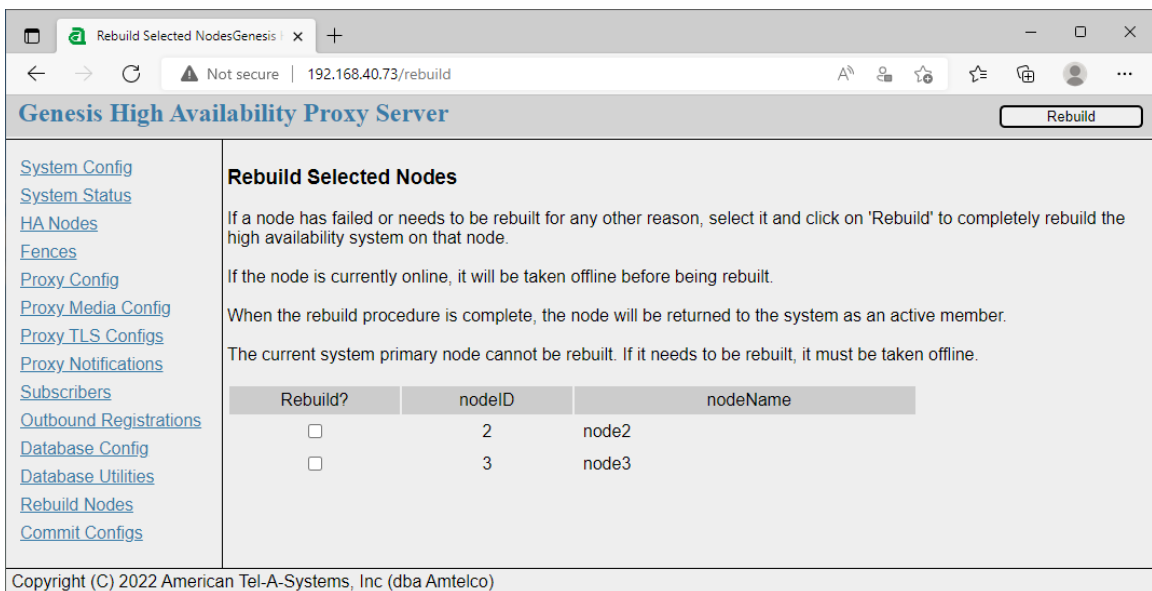 Rebuild Selected NodesGenesis H
Not secure | 192.168.40.73/rebuild
Genesis High Availability Proxy Server
Rebuild
System Config
System Status
HA Nodes
Fences
Proxy Config
Proxy Media Config
Proxy TLS Configs
Proxy Notifications
Subscribers
Outbound Registrations
Database Config
Database Utilities
Rebuild Nodes
Commit Configs
Rebuild Selected Nodes
If a node has failed or needs to be rebuilt for any other reason, select it and click on 'Rebuild' to completely rebuild the
high availability system on that node.
If the node is currently online, it will be taken offline before being rebuilt.
When the rebuild procedure is complete, the node will be returned to the system as an active member.
The current system primary node cannot be rebuilt. If it needs to be rebuilt, it must be taken offline.
Rebuild? nodeID nodeName
2 node2
3 node3
Copyright (C) 2022 American Tel-A-Systems, Inc (dba Amtelco)